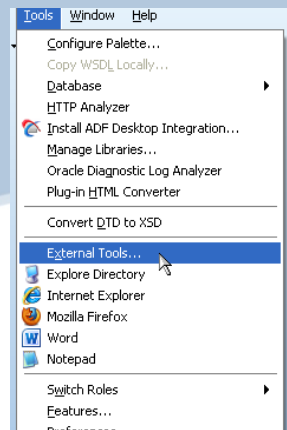 Tools Window Help
Configure Palette...
Copy WSDL Locally...
Database
HTTP Analyzer
Install ADF Desktop Integration...
Manage Libraries...
Oracle Diagnostic Log Analyzer
Plug-in HTML Converter
Convert DTD to XSD
External Tools...
Explore Directory
Internet Explorer
Mozilla Firefox
Word
Notepad
Switch Roles
Features...
Preferences...